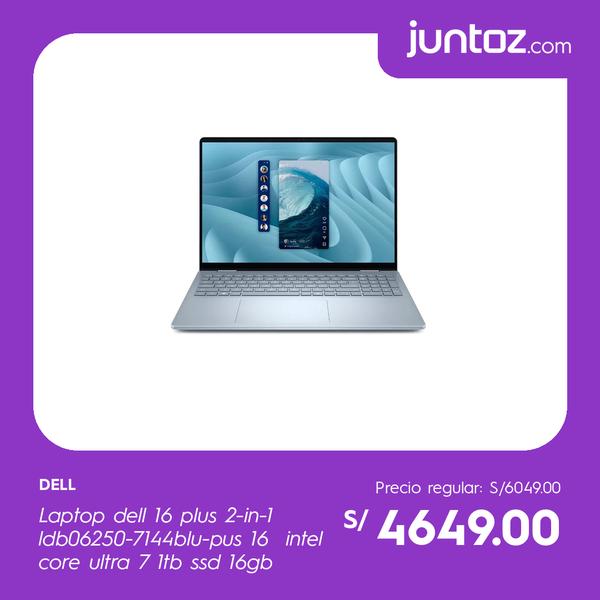 juntoz.com
DELL
Laptop dell 16 plus 2-in-1
ldb06250-7144blu-pus 16 intel
core ultra 7 1tb ssd 16gb
Precio regular: S/6049.00
S/ 4649.00